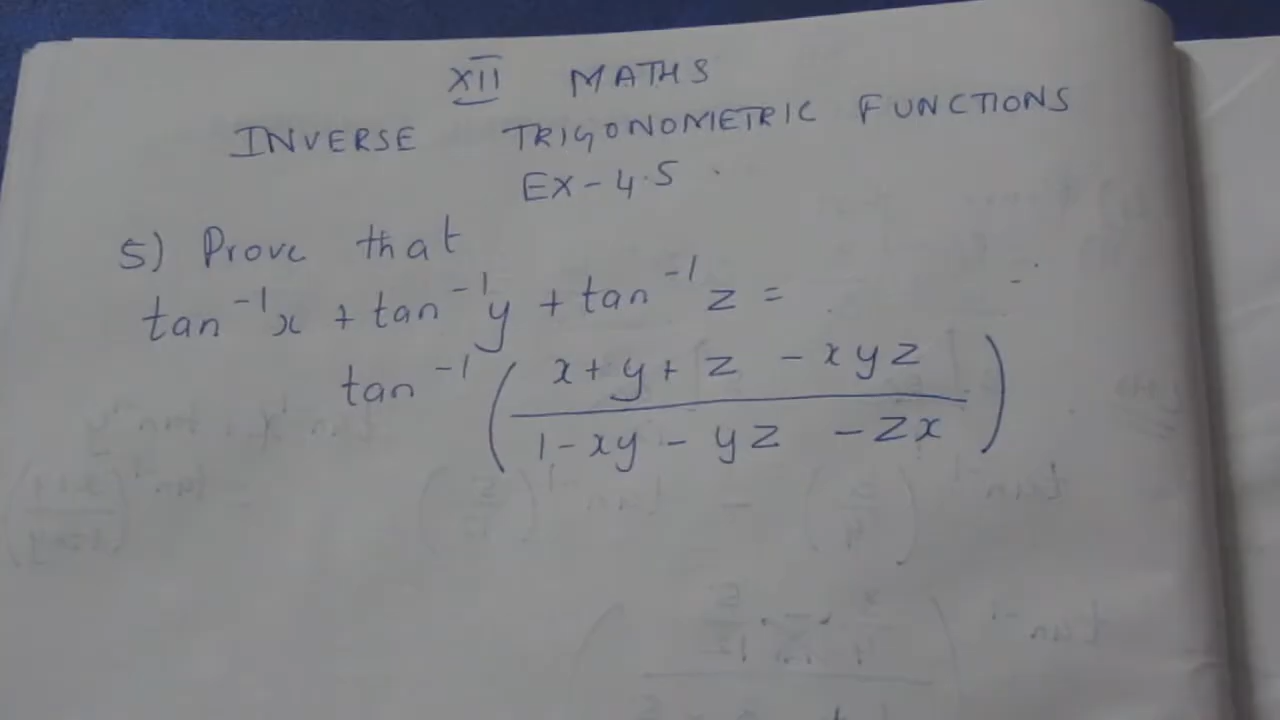 XII MATHS
INVERSE TRIGONOMETRIC FUNCTIONS
EX-4.5
5) Prove that
tan⁻¹x + tan⁻¹y + tan⁻¹z =
tan⁻¹ (x+y+z -xyz / 1-xy-yz -zx)